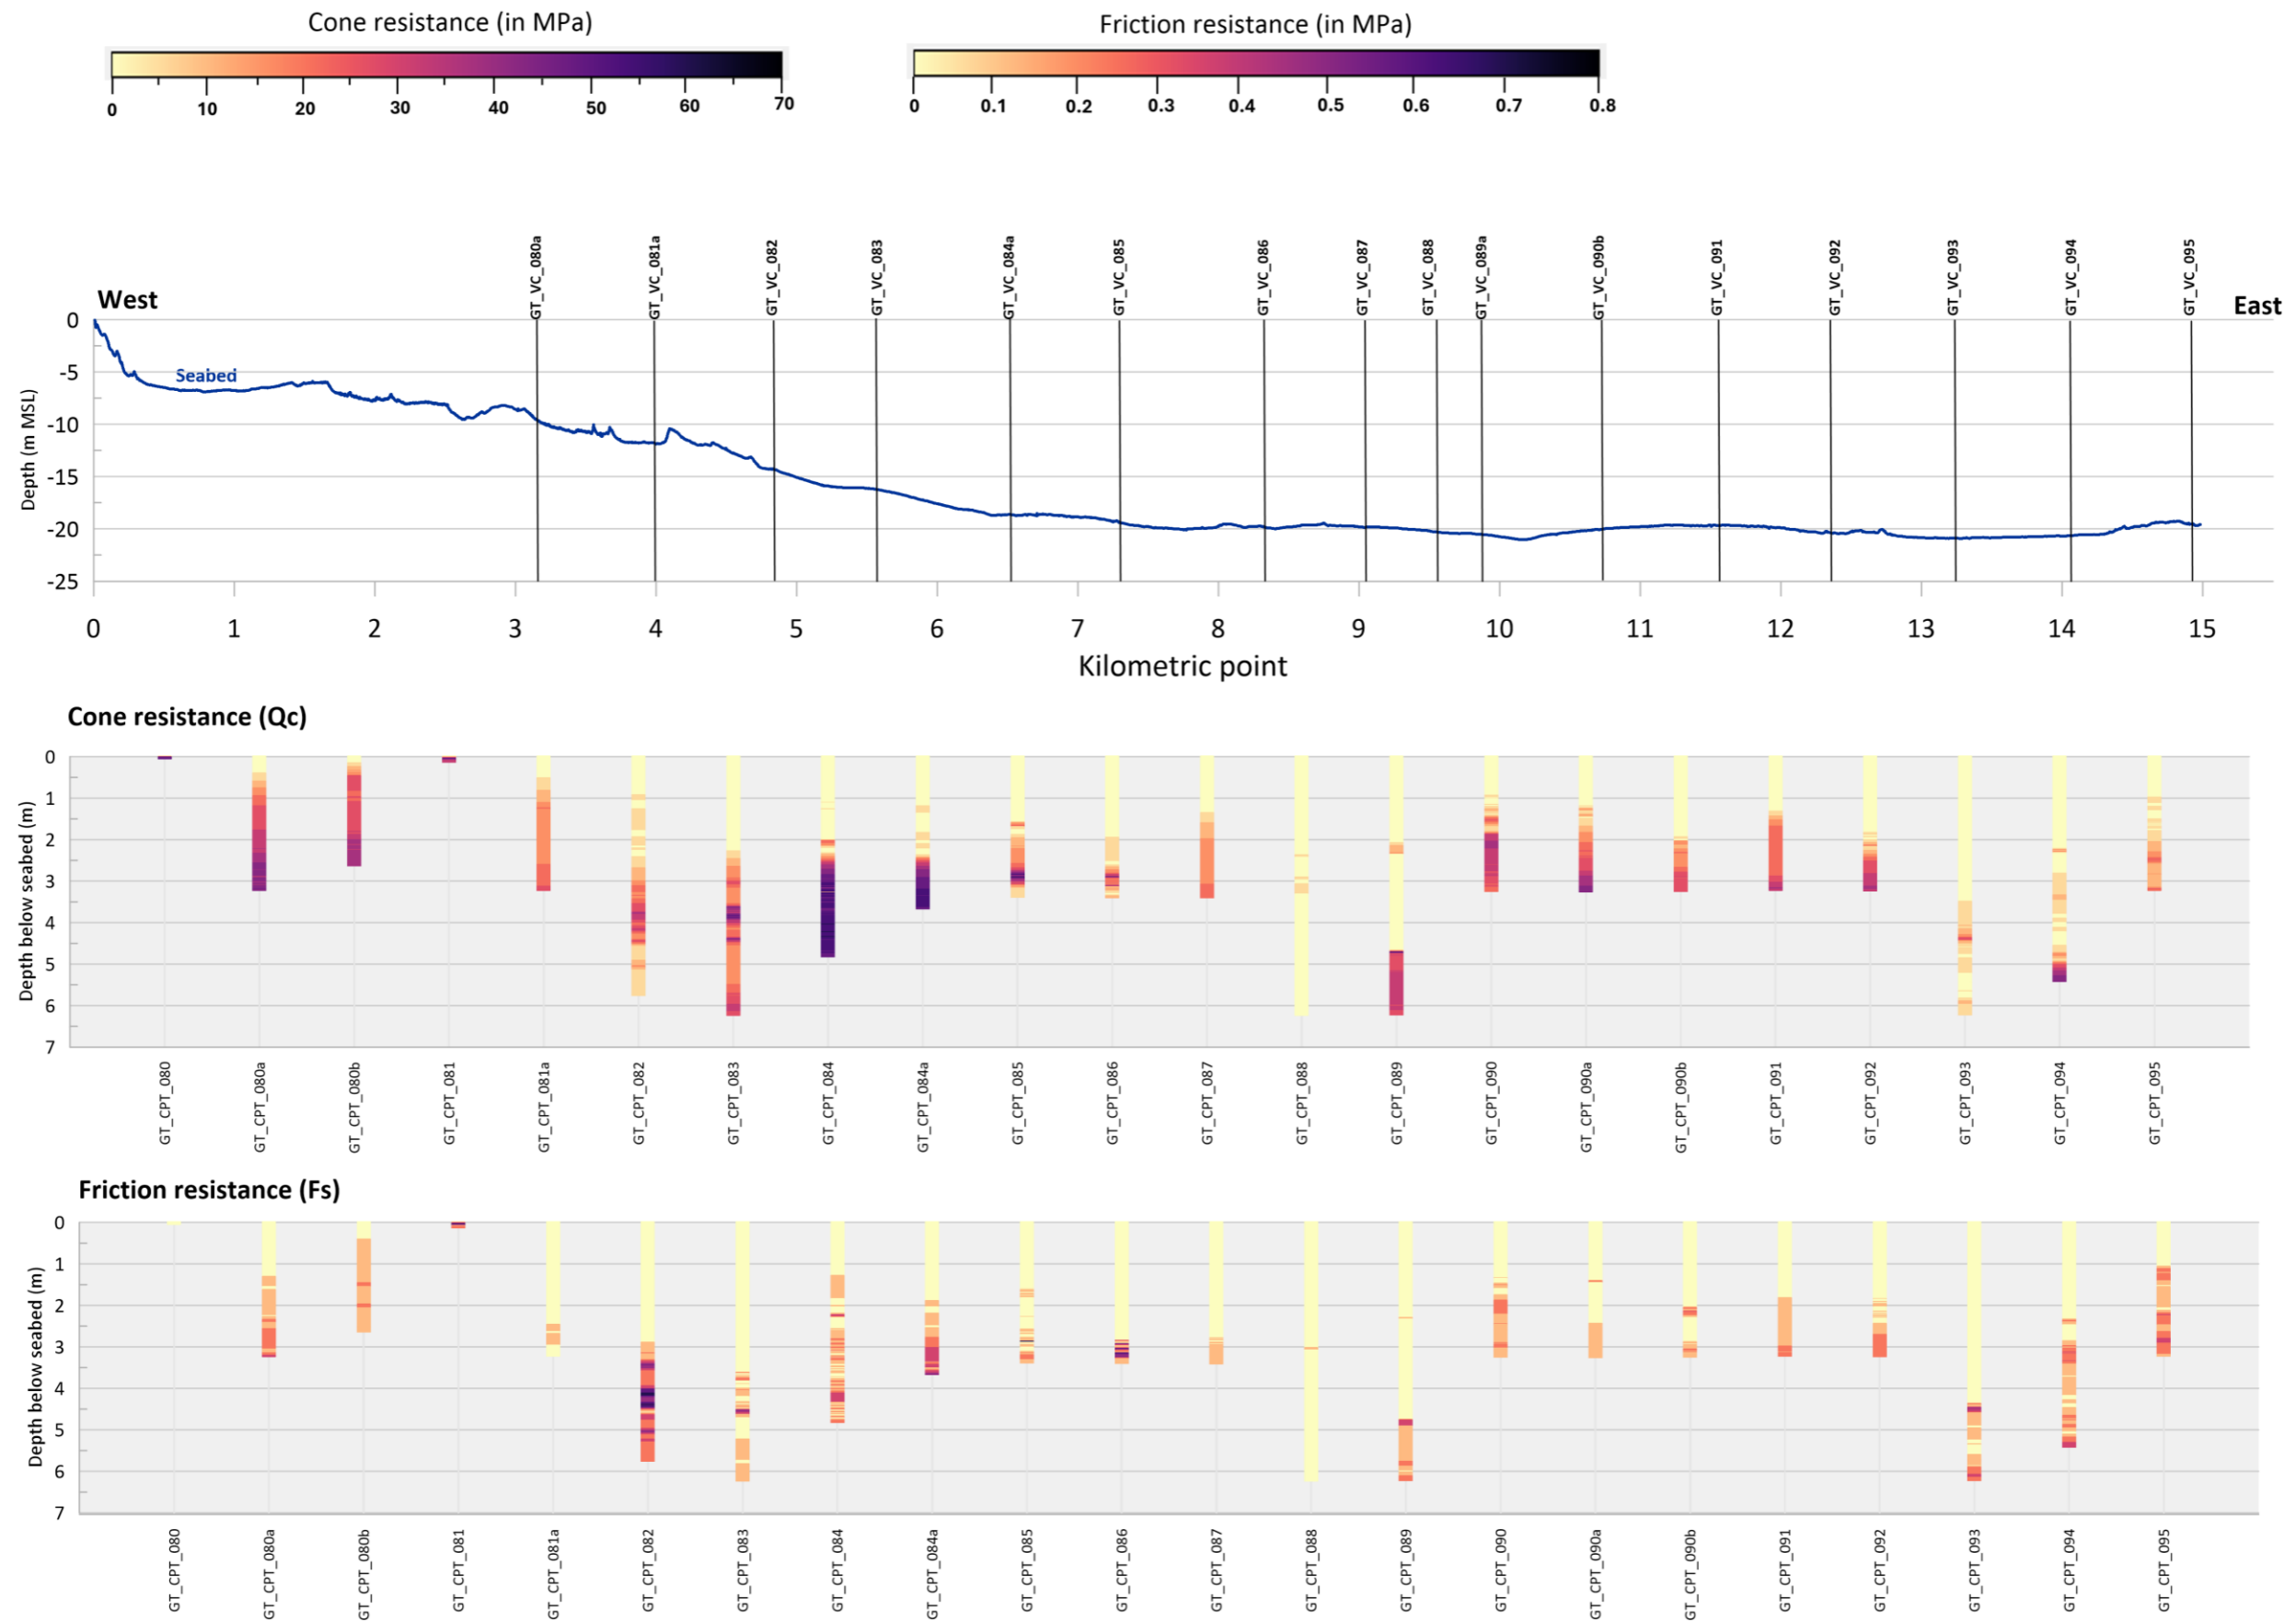 Cone resistance (in MPa)
Friction resistance (in MPa)
0 10 20 30 40 50 60 70
0 0.1 0.2 0.3 0.4 0.5 0.6 0.7 0.8
GT_VC_080a
GT_VC_081a
GT_VC_082
GT_VC_083
GT_VC_084a
GT_VC_085
GT_VC_086
GT_VC_087
GT_VC_088
GT_VC_089a
GT_VC_090b
GT_VC_091
GT_VC_092
GT_VC_093
GT_VC_094
GT_VC_095
West
East
Depth (m MSL)
0
-5
-10
-15
-20
-25
Seabed
0 1 2 3 4 5 6 7 8 9 10 11 12 13 14 15
Kilometric point
Cone resistance (Qc)
Depth below seabed (m)
0
1
2
3
4
5
6
7
GT_CPT_080
GT_CPT_080a
GT_CPT_080b
GT_CPT_081
GT_CPT_081a
GT_CPT_082
GT_CPT_083
GT_CPT_084
GT_CPT_084a
GT_CPT_085
GT_CPT_086
GT_CPT_087
GT_CPT_088
GT_CPT_089
GT_CPT_090
GT_CPT_090a
GT_CPT_090b
GT_CPT_091
GT_CPT_092
GT_CPT_093
GT_CPT_094
GT_CPT_095
Friction resistance (Fs)
Depth below seabed (m)
0
1
2
3
4
5
6
7
GT_CPT_080
GT_CPT_080a
GT_CPT_080b
GT_CPT_081
GT_CPT_081a
GT_CPT_082
GT_CPT_083
GT_CPT_084
GT_CPT_084a
GT_CPT_085
GT_CPT_086
GT_CPT_087
GT_CPT_088
GT_CPT_089
GT_CPT_090
GT_CPT_090a
GT_CPT_090b
GT_CPT_091
GT_CPT_092
GT_CPT_093
GT_CPT_094
GT_CPT_095